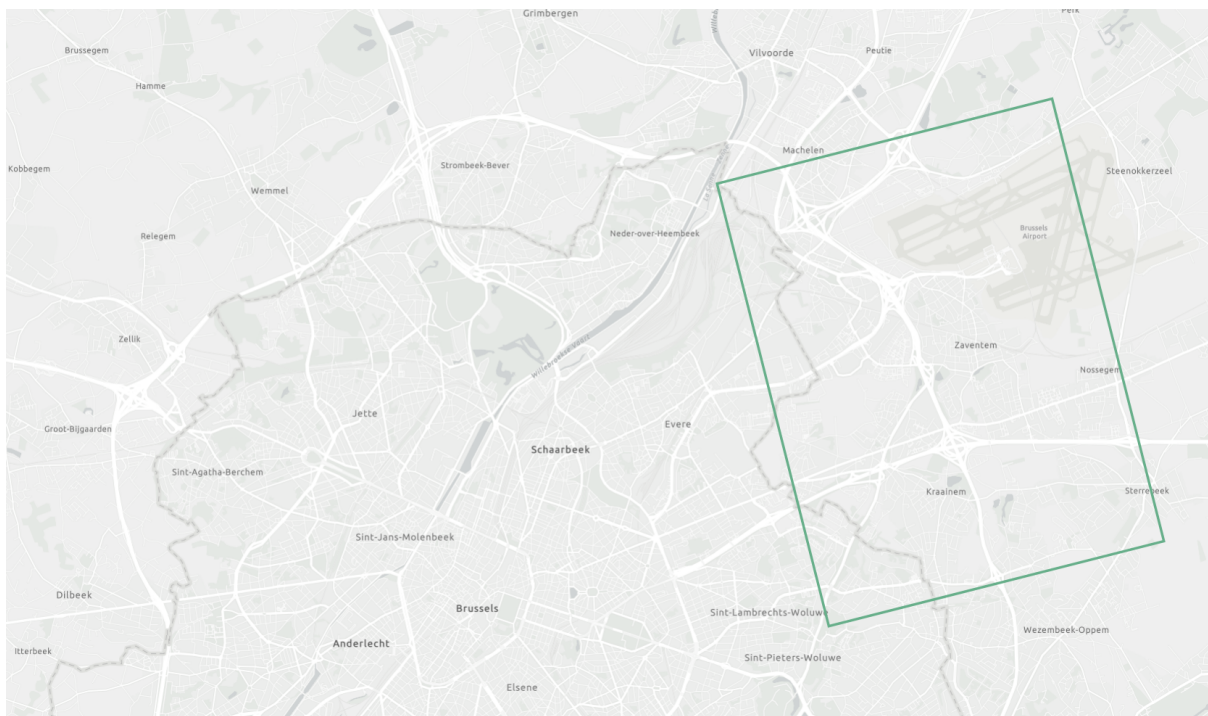 Grimbergen
Perk
Brussegem
Vilvoorde
Peutie
Hamme
Machelen
Strombeek-Bever
Kobbegem
Steenokkerzeel
Wemmel
Relegem
Neder-over-Heembeek
Brussels
Airport
Zellik
Zaventem
Nossegem
Jette
Evere
Groot-Bijgaarden
Schaarbeek
Sint-Agatha-Berchem
Kraainem
Sterrebeek
Sint-Jans-Molenbeek
Dilbeek
Brussels
Sint-Lambrechts-Woluwe
Wezembeek-Oppem
Anderlecht
Itterbeek
Sint-Pieters-Woluwe
Elsene